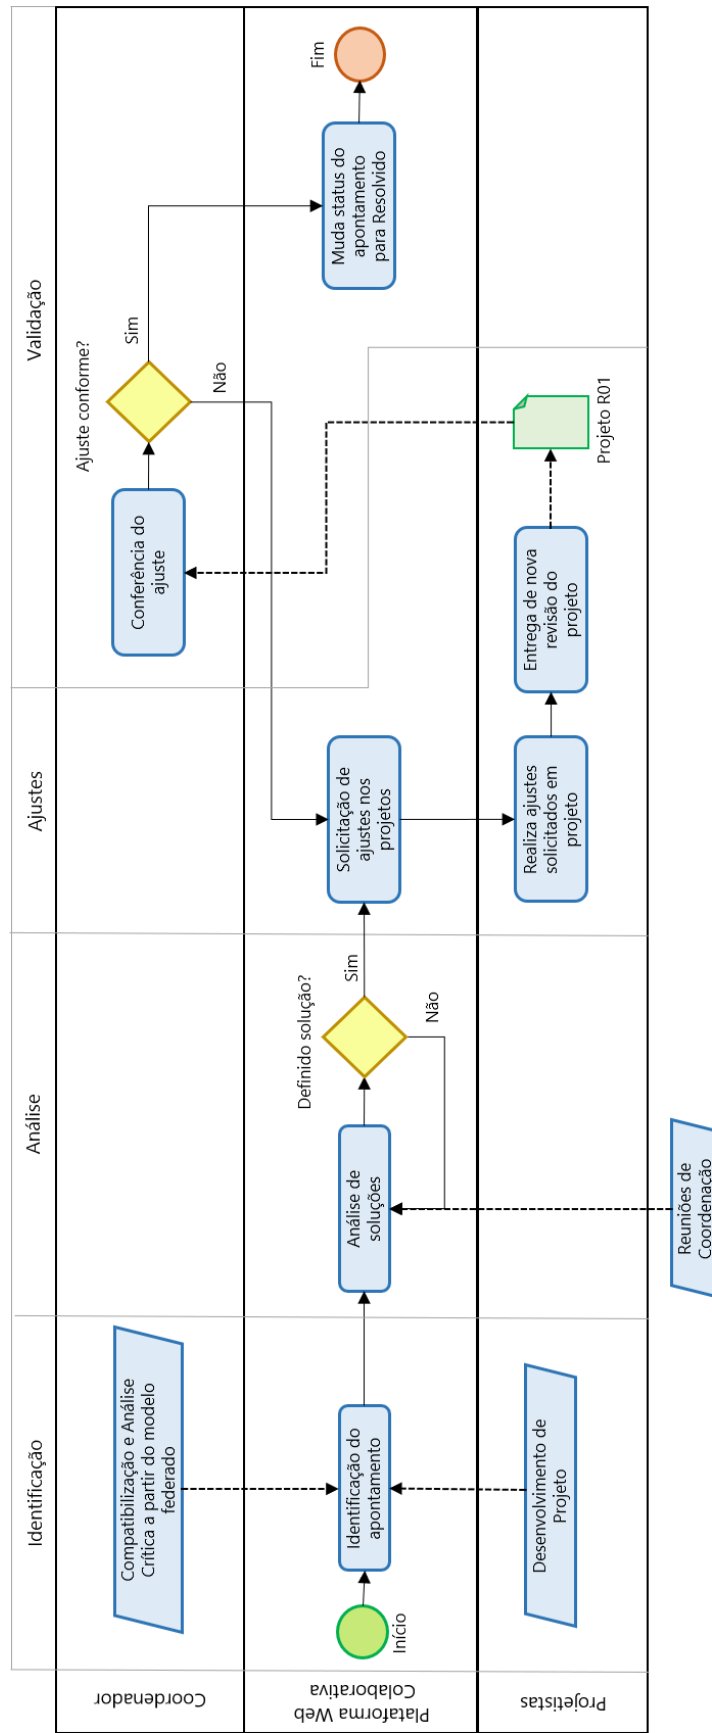 Identificação
Análise
Ajustes
Validação
Coordenador
Compatibilização e Análise
Crítica a partir do modelo
federado
Conferência do
ajuste
Ajuste conforme?
Sim
Não
Plataforma Web
Colaborativa
Início
Identificação do
apontamento
Análise de
soluções
Definido solução?
Sim
Não
Solicitação de
ajustes nos
projetos
Muda status do
apontamento
para Resolvido
Fim
Projetistas
Desenvolvimento de
Projeto
Realiza ajustes
solicitados em
projeto
Entrega de nova
revisão do
projeto
Projeto R01
Reuniões de
Coordenação